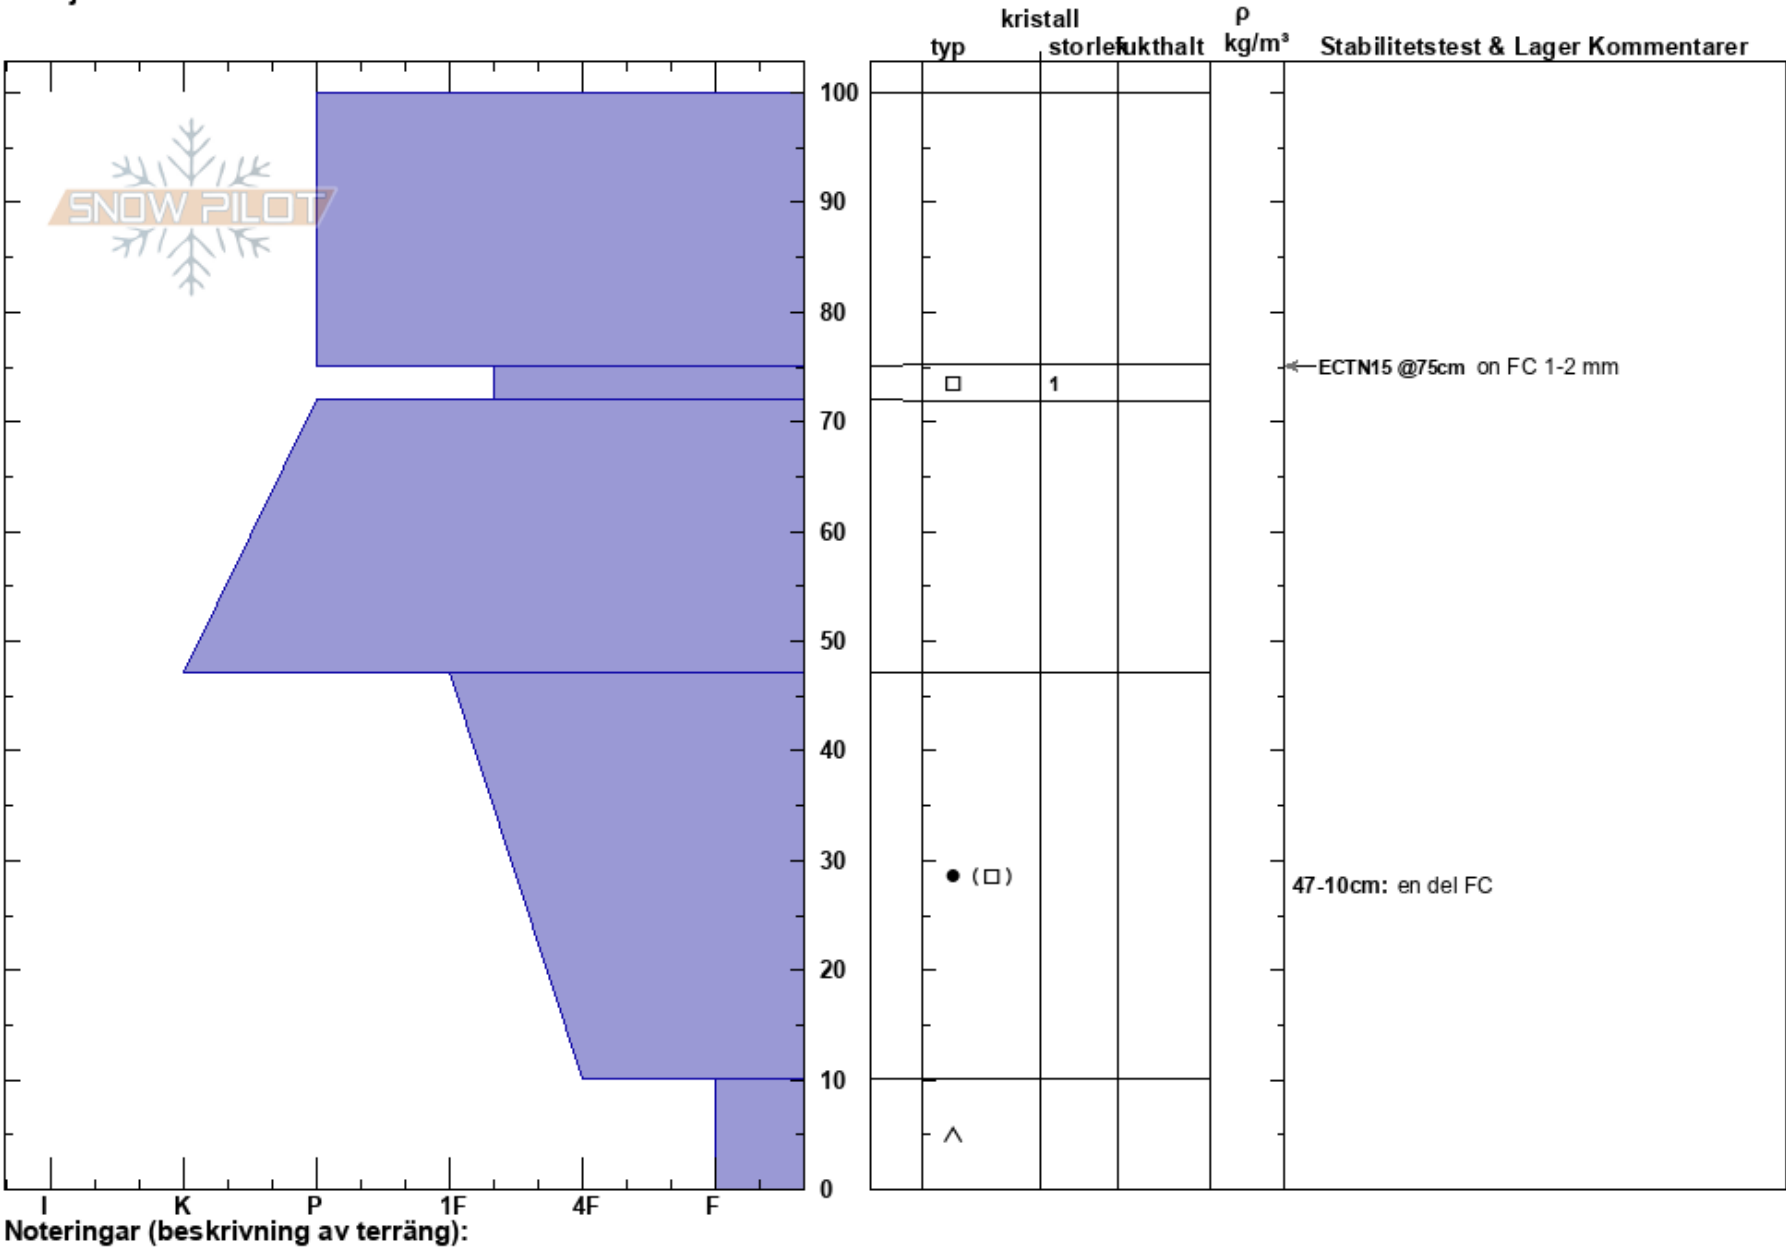 kristall ρ
typ storlek fukthalt kg/m³ Stabilitetstest & Lager Kommentarer
100
SNOW PILOT
90
80
ECTN15 @75cm on FC 1-2 mm
1
70
60
50
40
30
( )
47-10cm: en del FC
20
10
0
I K P 1F 4F F
Noteringar (beskrivning av terräng):